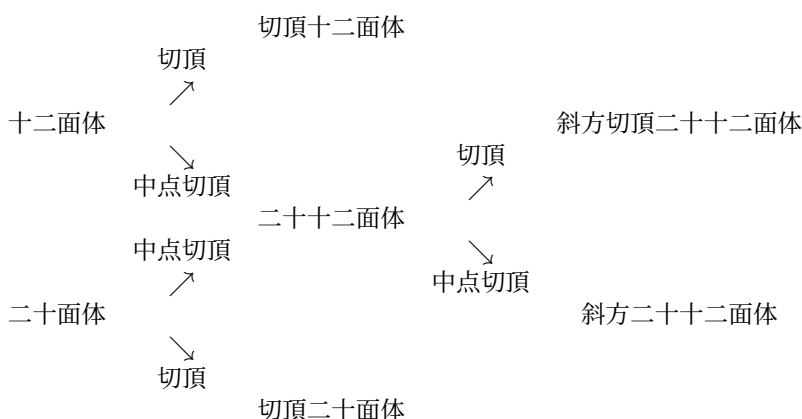 切頂十二面体
切頂
↗
十二面体
斜方切頂二十十二面体
↘
切頂
中点切頂
↗
二十十二面体
中点切頂
↗
↘
中点切頂
二十面体
斜方二十十二面体
↘
切頂
切頂二十面体